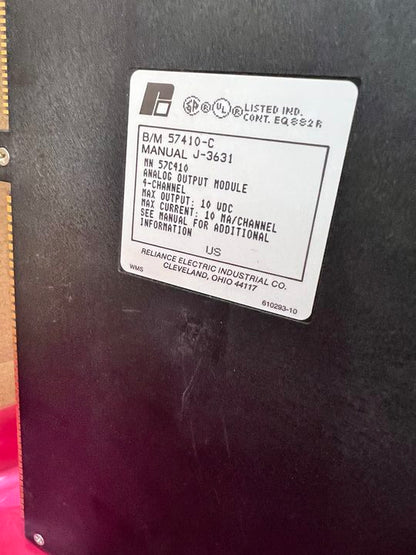 LISTED IND.
CONT. EQ 882R
B/M 57410-C
MANUAL J-3631
MN 57C410
ANALOG OUTPUT MODULE
4-CHANNEL
MAX OUTPUT: 10 VDC
MAX CURRENT: 10 MA/CHANNEL
SEE MANUAL FOR ADDITIONAL
INFORMATION
US
RELIANCE ELECTRIC INDUSTRIAL CO.
CLEVELAND, OHIO 44117
WMS
610293-10